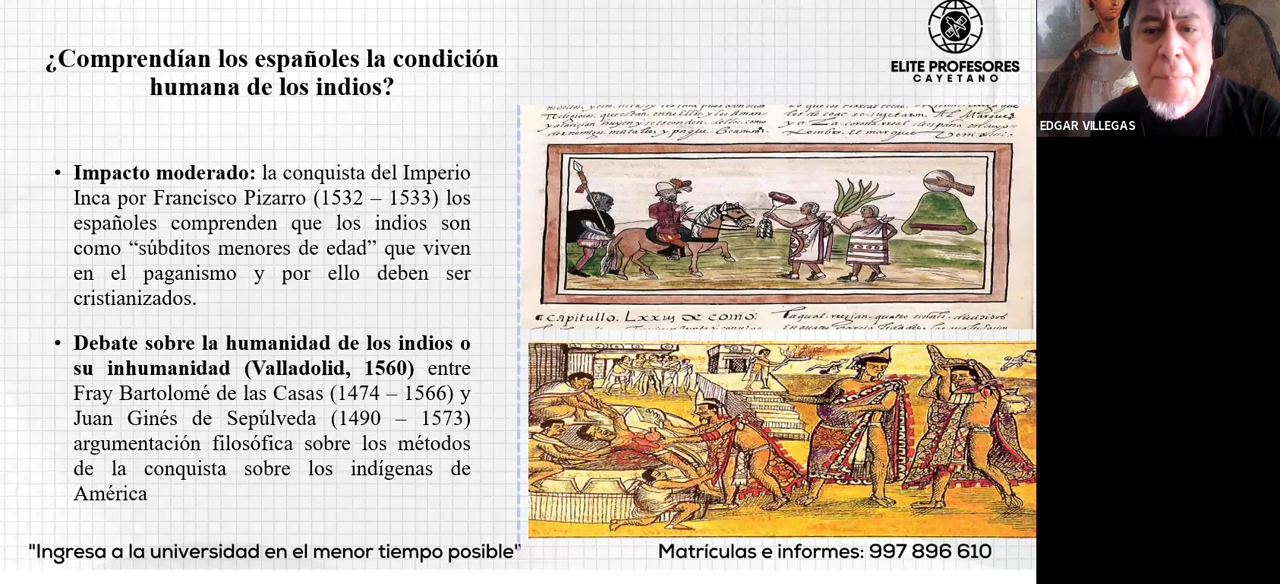 ¿Comprendían los españoles la condición
humana de los indios?
ELITE PROFESORES
CAYETANO
EDGAR VILLEGAS
• Impacto moderado: la conquista del Imperio
Inca por Francisco Pizarro (1532 – 1533) los
españoles comprenden que los indios son
como “súbditos menores de edad” que viven
en el paganismo y por ello deben ser
cristianizados.
• Debate sobre la humanidad de los indios o
su inhumanidad (Valladolid, 1560) entre
Fray Bartolomé de las Casas (1474 – 1566) y
Juan Ginés de Sepúlveda (1490 – 1573)
argumentación filosófica sobre los métodos
de la conquista sobre los indígenas de
América
capitullo. Lxxvs de como:
"Ingresa a la universidad en el menor tiempo posible"
Matrículas e informes: 997 896 610